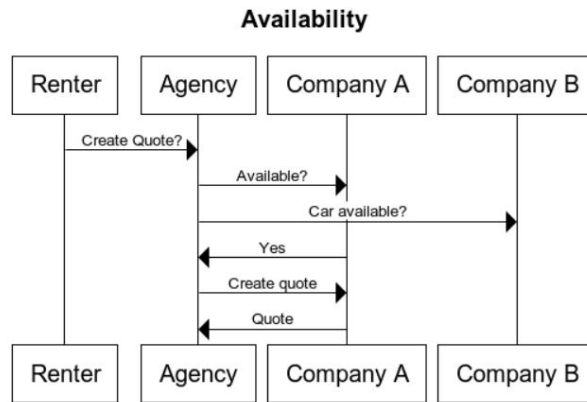 Availability
Renter Agency Company A Company B
Create Quote?
Available?
Car available?
Yes
Create quote
Quote
Renter Agency Company A Company B